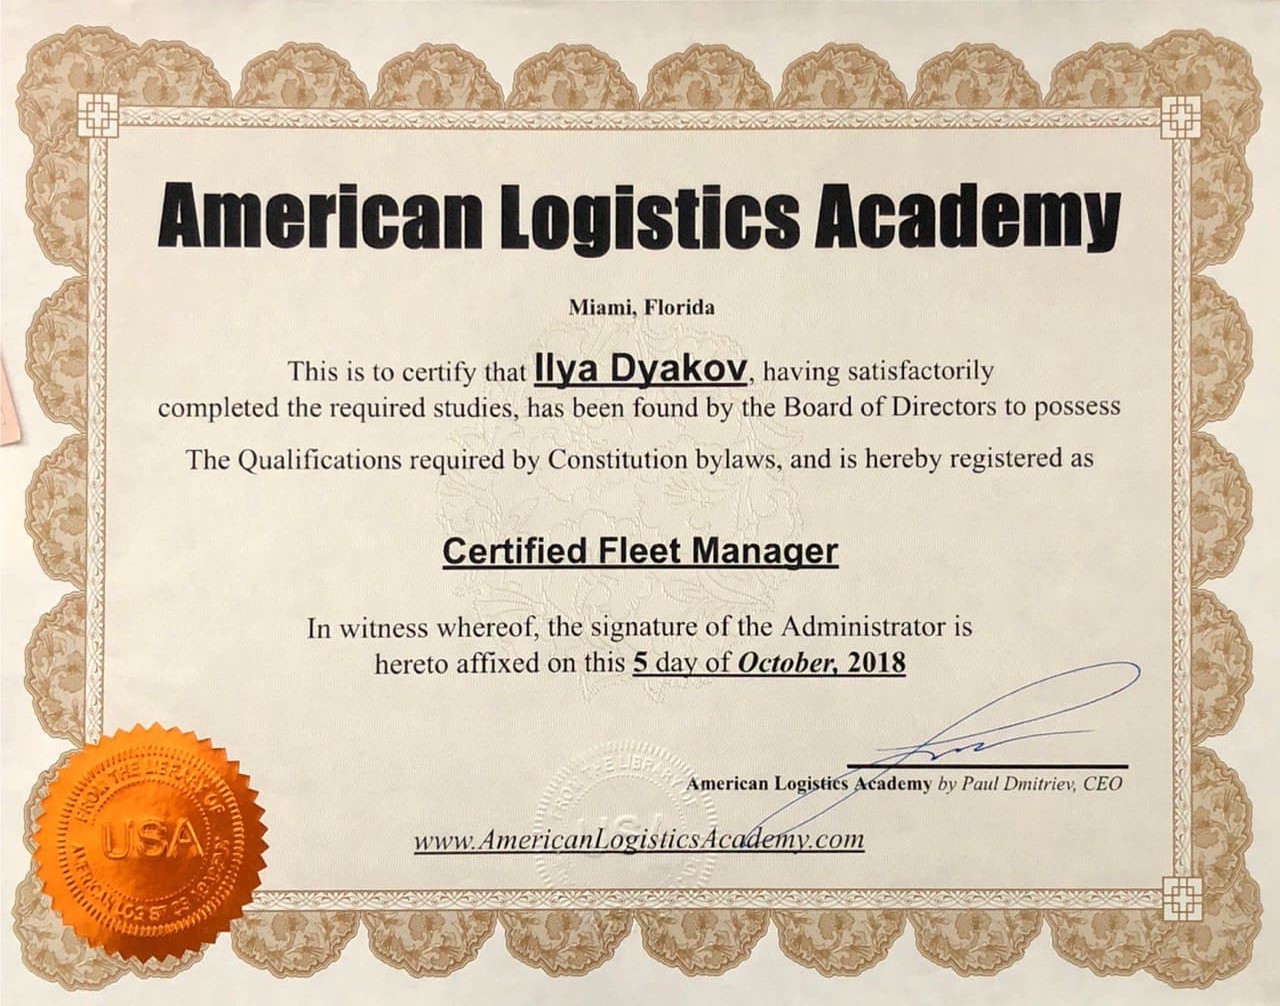 American Logistics Academy
Miami, Florida
This is to certify that Ilya Dyakov, having satisfactorily
completed the required studies, has been found by the Board of Directors to possess
The Qualifications required by Constitution bylaws, and is hereby registered as
Certified Fleet Manager
In witness whereof, the signature of the Administrator is
hereto affixed on this 5 day of October, 2018
American Logistics Academy by Paul Dmitriev, CEO
www.AmericanLogisticsAcademy.com
FROM THE LIBRARY OF
USA
AMERICAN LOGISTICS
FROM THE LIBRARY OF
USA